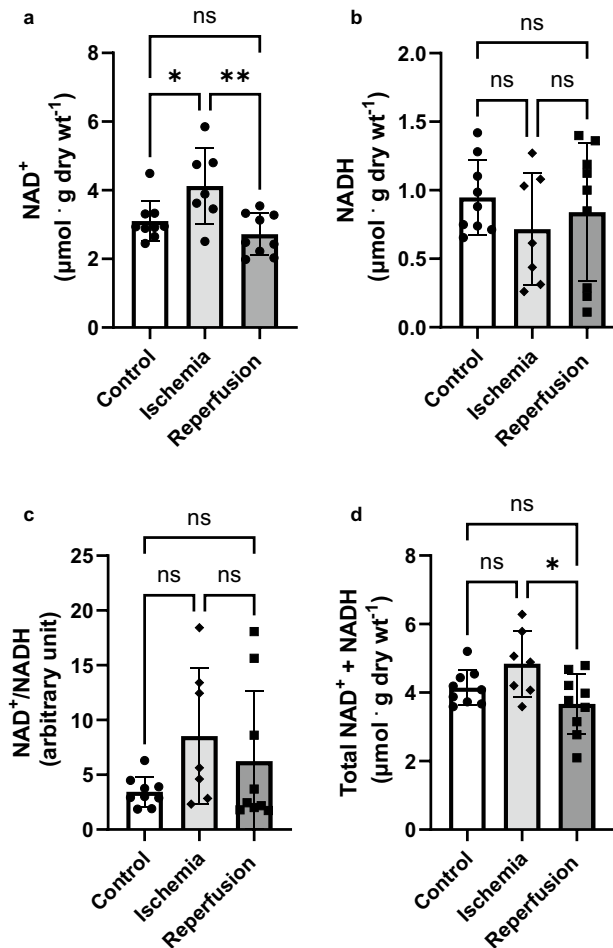 a
ns
* **
NAD⁺
(µmol · g dry wt⁻¹)
8
6
4
2
0
Control
Ischemia
Reperfusion
b
ns
ns ns
NADH
(µmol · g dry wt⁻¹)
2.0
1.5
1.0
0.5
0.0
Control
Ischemia
Reperfusion
c
ns
ns ns
NAD⁺/NADH
(arbitrary unit)
25
20
15
10
5
0
Control
Ischemia
Reperfusion
d
ns
ns *
Total NAD⁺ + NADH
(µmol · g dry wt⁻¹)
8
6
4
2
0
Control
Ischemia
Reperfusion